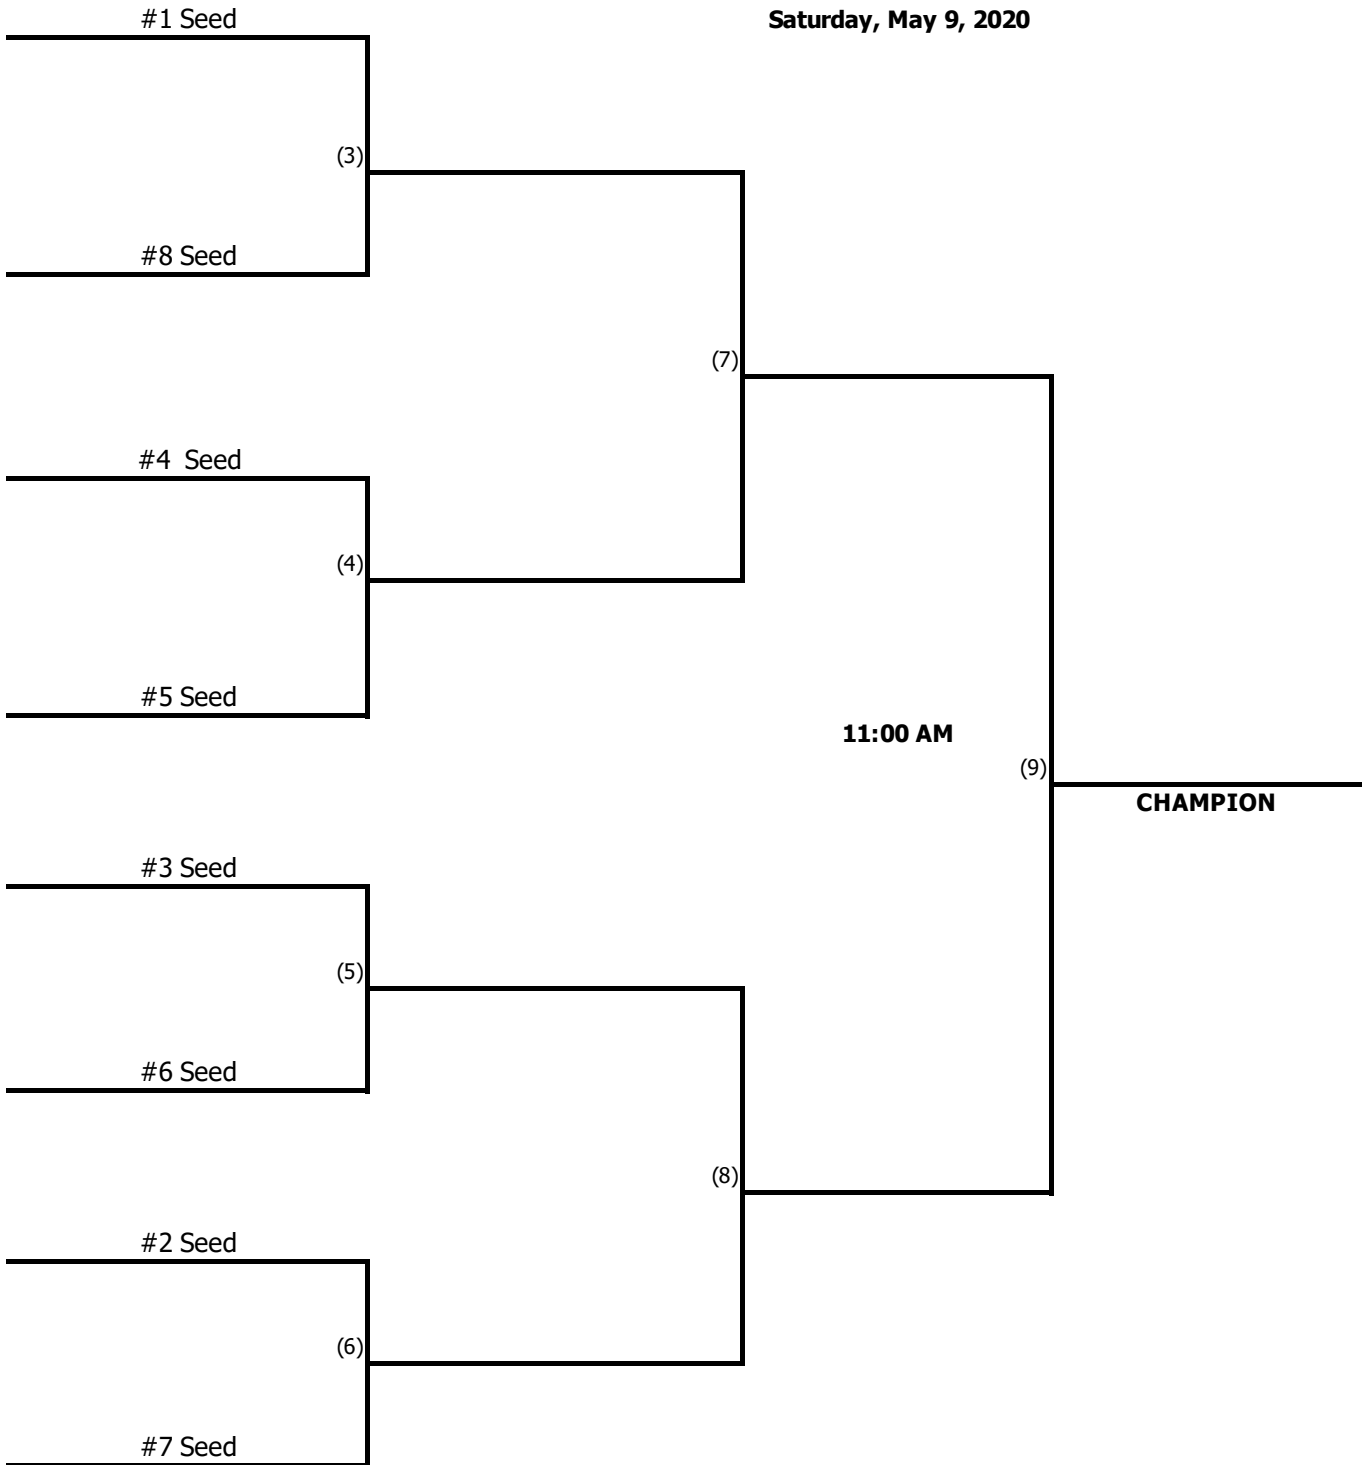 #1 Seed
Saturday, May 9, 2020
(3)
#8 Seed
(7)
#4  Seed
(4)
#5 Seed
11:00 AM
(9)
CHAMPION
#3 Seed
(5)
#6 Seed
(8)
#2 Seed
(6)
#7 Seed